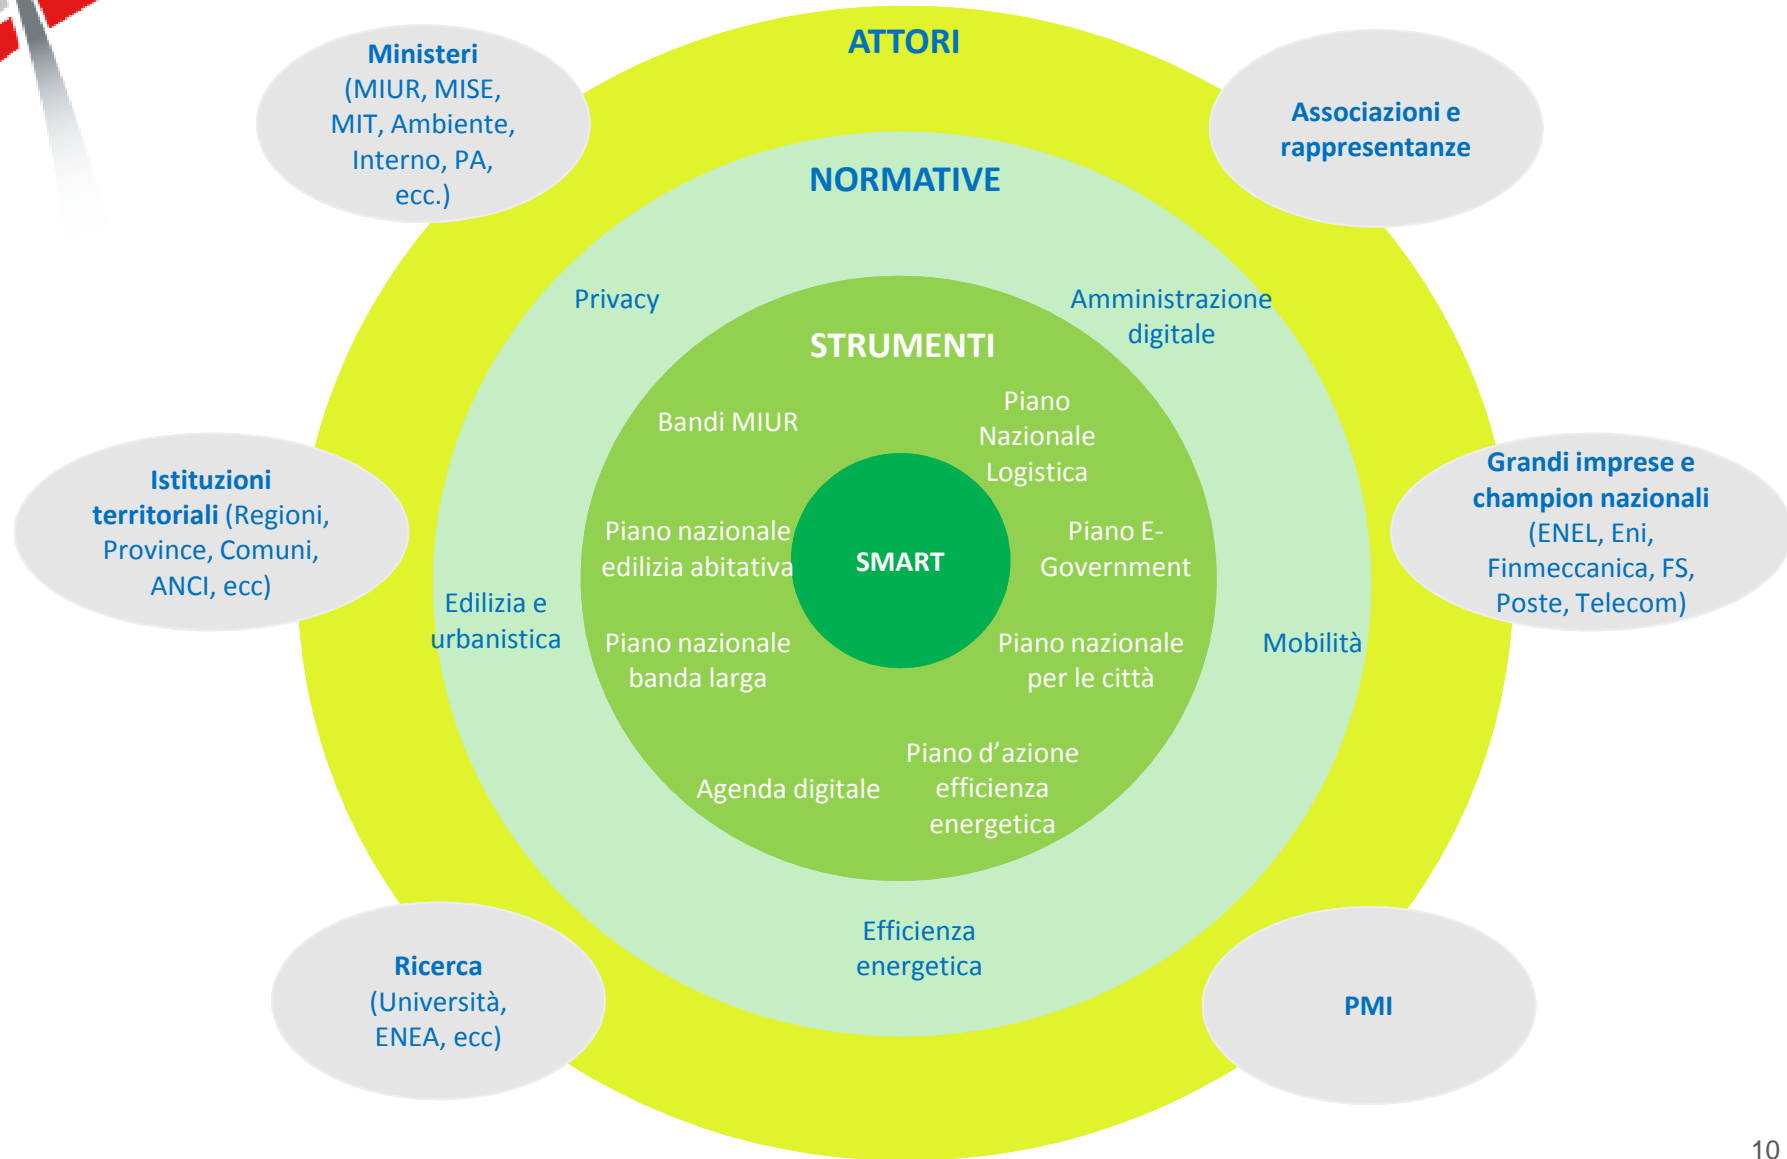 ATTORI
Ministeri
(MIUR, MISE,
MIT, Ambiente,
Interno, PA,
ecc.)
Associazioni e
rappresentanze
NORMATIVE
Privacy
Amministrazione
digitale
STRUMENTI
Bandi MIUR
Piano
Nazionale
Logistica
Istituzioni
territoriali (Regioni,
Province, Comuni,
ANCI, ecc)
Piano nazionale
edilizia abitativa
SMART
Piano E-
Government
Grandi imprese e
champion nazionali
(ENEL, Eni,
Finmeccanica, FS,
Poste, Telecom)
Edilizia e
urbanistica
Piano nazionale
banda larga
Piano nazionale
per le città
Mobilità
Agenda digitale
Piano d’azione
efficienza
energetica
Efficienza
energetica
Ricerca
(Università,
ENEA, ecc)
PMI
10